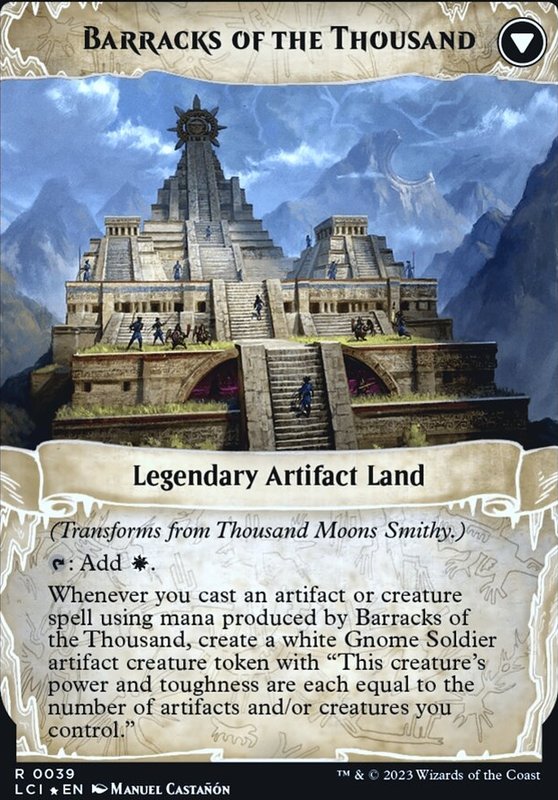 Barracks of the Thousand
Legendary Artifact Land
(Transforms from Thousand Moons Smithy.)
: Add .
Whenever you cast an artifact or creature
spell using mana produced by Barracks of
the Thousand, create a white Gnome Soldier
artifact creature token with “This creature’s
power and toughness are each equal to the
number of artifacts and/or creatures you
control.”
R 0039
LCI ★ EN Manuel Castañón
™ & © 2023 Wizards of the Coast